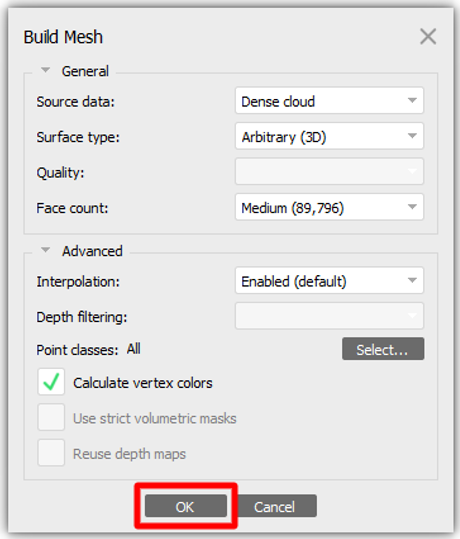 Build Mesh
General
Source data: Dense cloud
Surface type: Arbitrary (3D)
Quality:
Face count: Medium (89,796)
Advanced
Interpolation: Enabled (default)
Depth filtering:
Point classes: All Select...
Calculate vertex colors
Use strict volumetric masks
Reuse depth maps
OK Cancel